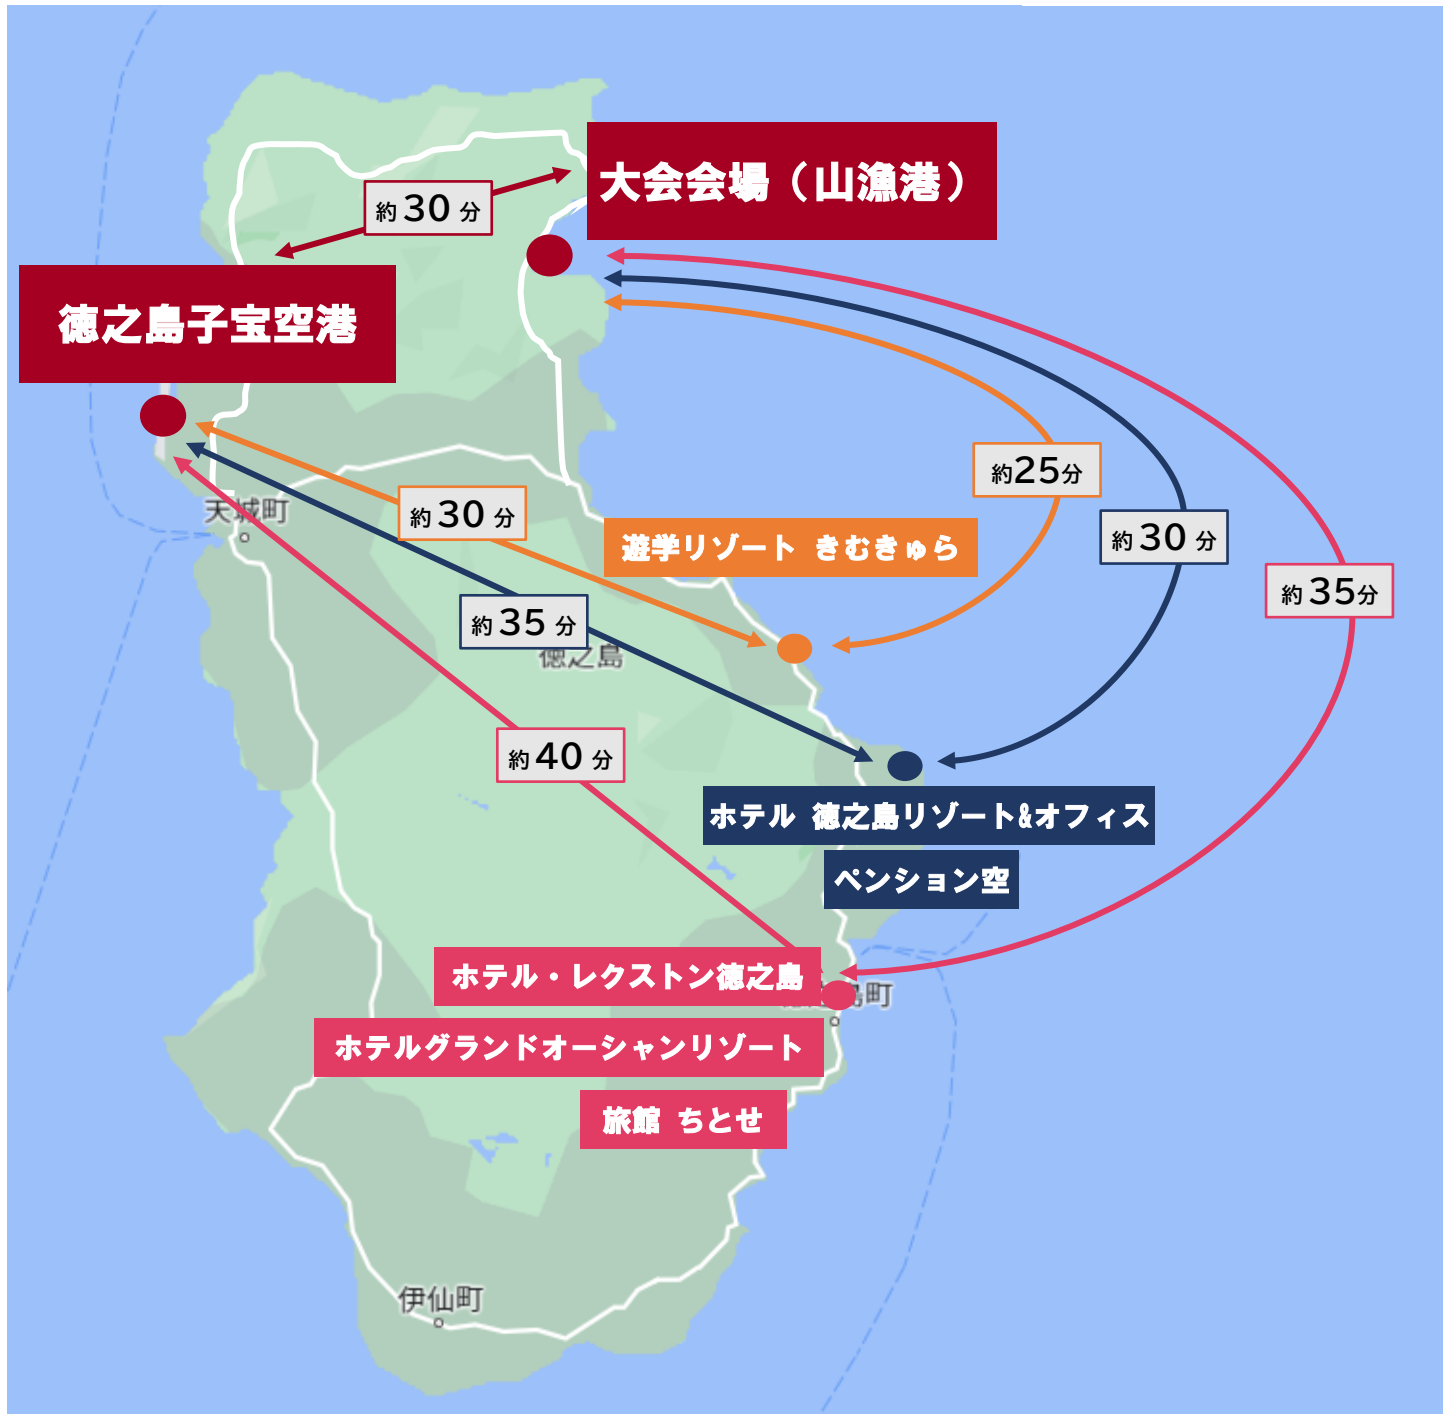 大会会場（山漁港）
約30分
徳之島子宝空港
約25分
天城町
約30分
遊学リゾート きむきゅら
約30分
約35分
約35分
徳之島
約40分
ホテル 徳之島リゾート&オフィス
ペンション空
ホテル・レクストン徳之島
島町
ホテルグランドオーシャンリゾート
旅館 ちとせ
伊仙町